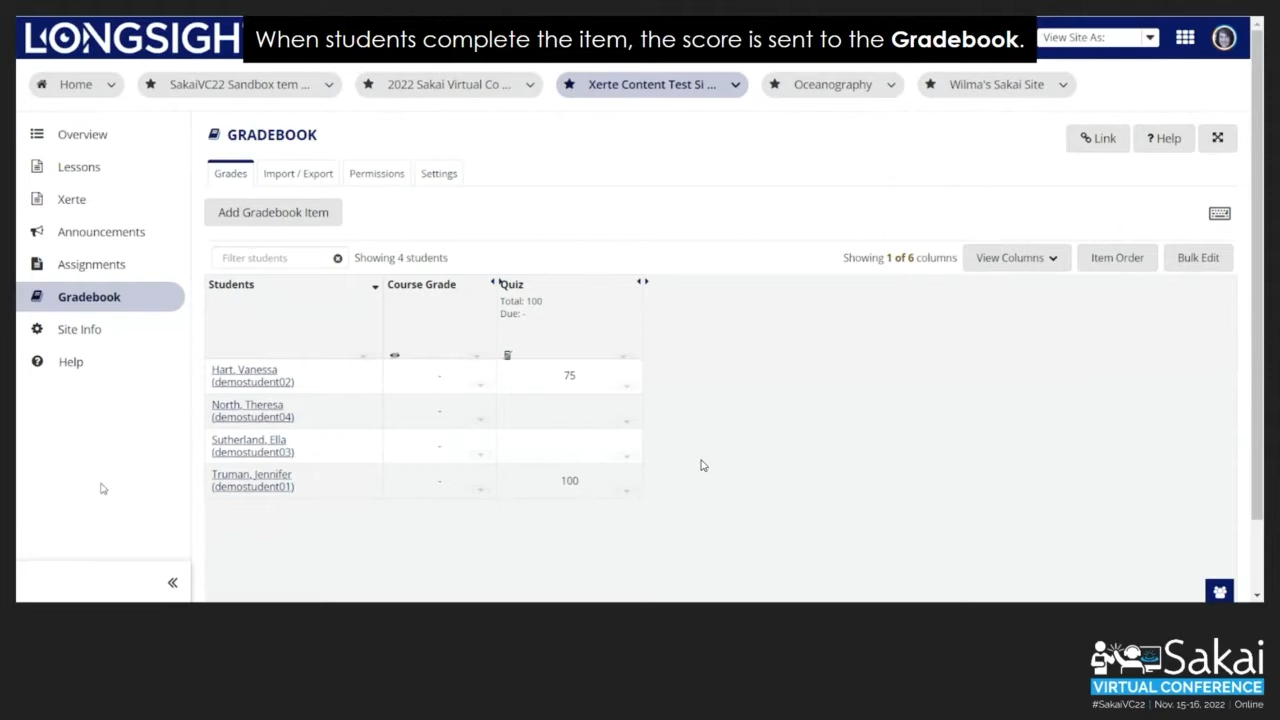 LONGSIGH
When students complete the item, the score is sent to the Gradebook.
View Site As:
Home
SakaiVC22 Sandbox tem ...
2022 Sakai Virtual Co ...
Xerte Content Test Si ...
Oceanography
Wilma's Sakai Site
Overview
Lessons
Xerte
Announcements
Assignments
Gradebook
Site Info
Help
GRADEBOOK
Link
? Help
Grades
Import / Export
Permissions
Settings
Add Gradebook Item
Filter students
Showing 4 students
Showing 1 of 6 columns
View Columns
Item Order
Bulk Edit
Students
Course Grade
Quiz
Total: 100
Due: -
Hart, Vanessa
(demostudent02)
-
75
North, Theresa
(demostudent04)
-
Sutherland, Ella
(demostudent03)
-
Truman, Jennifer
(demostudent01)
-
100
Sakai
VIRTUAL CONFERENCE
#SakaiVC22 | Nov. 15-16, 2022 | Online